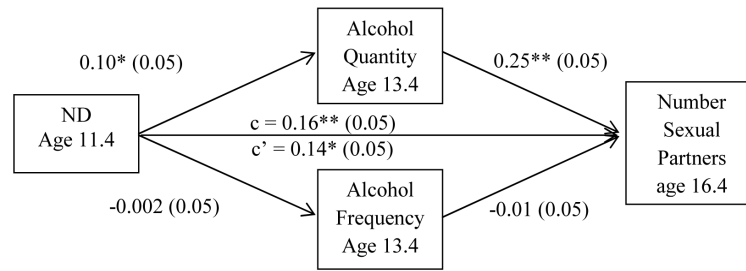 Alcohol
Quantity
Age 13.4
0.10* (0.05)
0.25** (0.05)
ND
Age 11.4
c = 0.16** (0.05)
c’ = 0.14* (0.05)
Number
Sexual
Partners
age 16.4
Alcohol
Frequency
Age 13.4
-0.002 (0.05)
-0.01 (0.05)